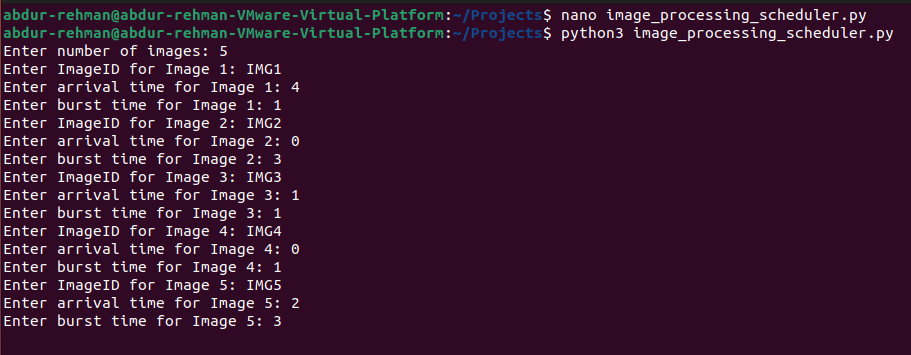 abdur-rehman@abdur-rehman-VMware-Virtual-Platform:~/Projects$ nano image_processing_scheduler.py
abdur-rehman@abdur-rehman-VMware-Virtual-Platform:~/Projects$ python3 image_processing_scheduler.py
Enter number of images: 5
Enter ImageID for Image 1: IMG1
Enter arrival time for Image 1: 4
Enter burst time for Image 1: 1
Enter ImageID for Image 2: IMG2
Enter arrival time for Image 2: 0
Enter burst time for Image 2: 3
Enter ImageID for Image 3: IMG3
Enter arrival time for Image 3: 1
Enter burst time for Image 3: 1
Enter ImageID for Image 4: IMG4
Enter arrival time for Image 4: 0
Enter burst time for Image 4: 1
Enter ImageID for Image 5: IMG5
Enter arrival time for Image 5: 2
Enter burst time for Image 5: 3